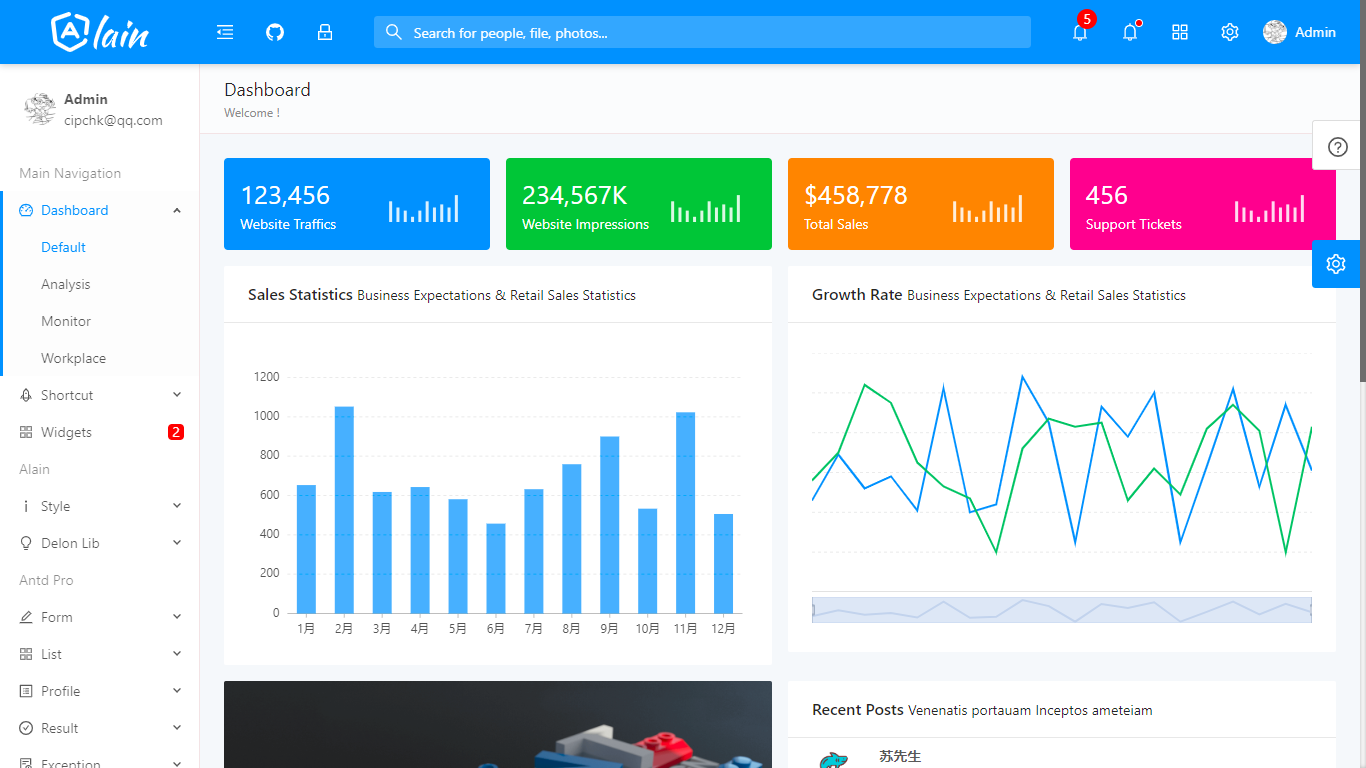 Alain
Search for people, file, photos...
5
Admin
Admin
cipchk@qq.com
Main Navigation
Dashboard
Default
Analysis
Monitor
Workplace
Shortcut
Widgets
2
Alain
Style
Delon Lib
Antd Pro
Form
List
Profile
Result
Exception
Dashboard
Welcome !
123,456
Website Traffics
234,567K
Website Impressions
$458,778
Total Sales
456
Support Tickets
Sales Statistics Business Expectations & Retail Sales Statistics
1200
1000
800
600
400
200
0
1月 2月 3月 4月 5月 6月 7月 8月 9月 10月 11月 12月
Growth Rate Business Expectations & Retail Sales Statistics
Recent Posts Venenatis portauam Inceptos ameteiam
苏先生